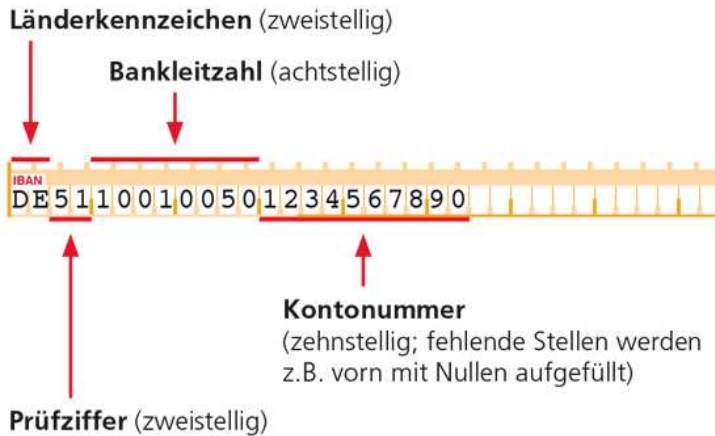 Länderkennzeichen (zweistellig)
Bankleitzahl (achtstellig)
IBAN
DE51100100501234567890
Kontonummer
(zehnstellig; fehlende Stellen werden
z.B. vorn mit Nullen aufgefüllt)
Prüfziffer (zweistellig)